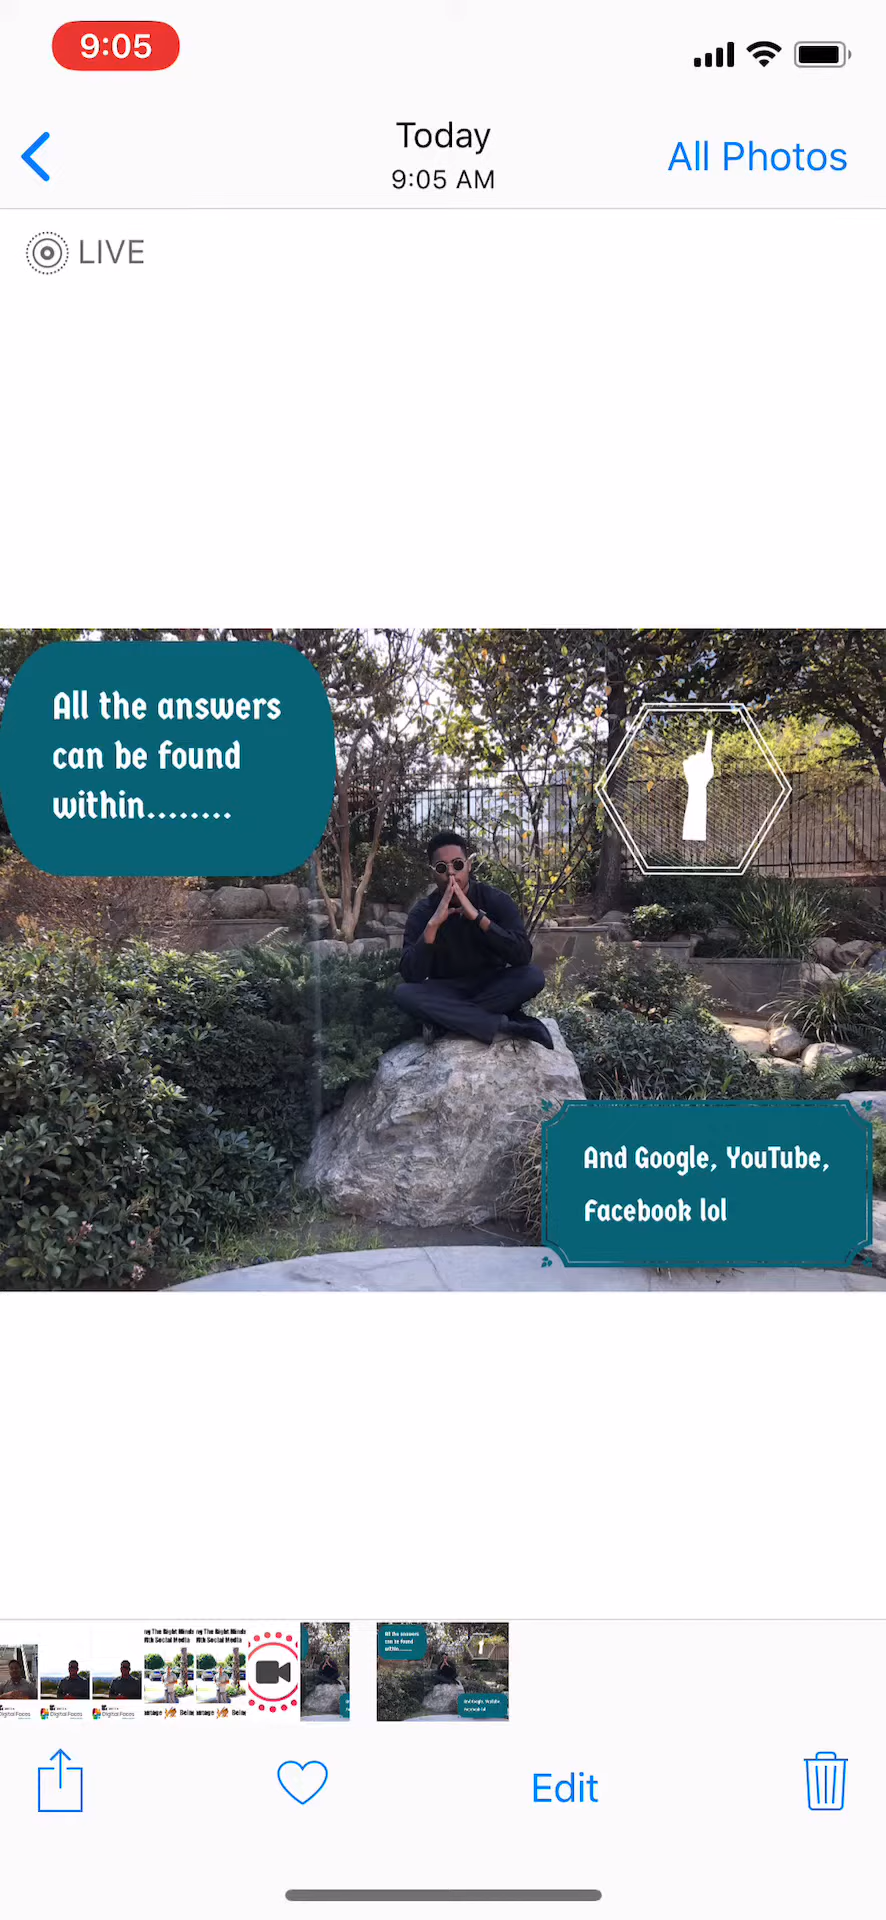 9:05
Today
9:05 AM
All Photos
LIVE
All the answers
can be found
within........
And Google, YouTube,
Facebook lol
Edit